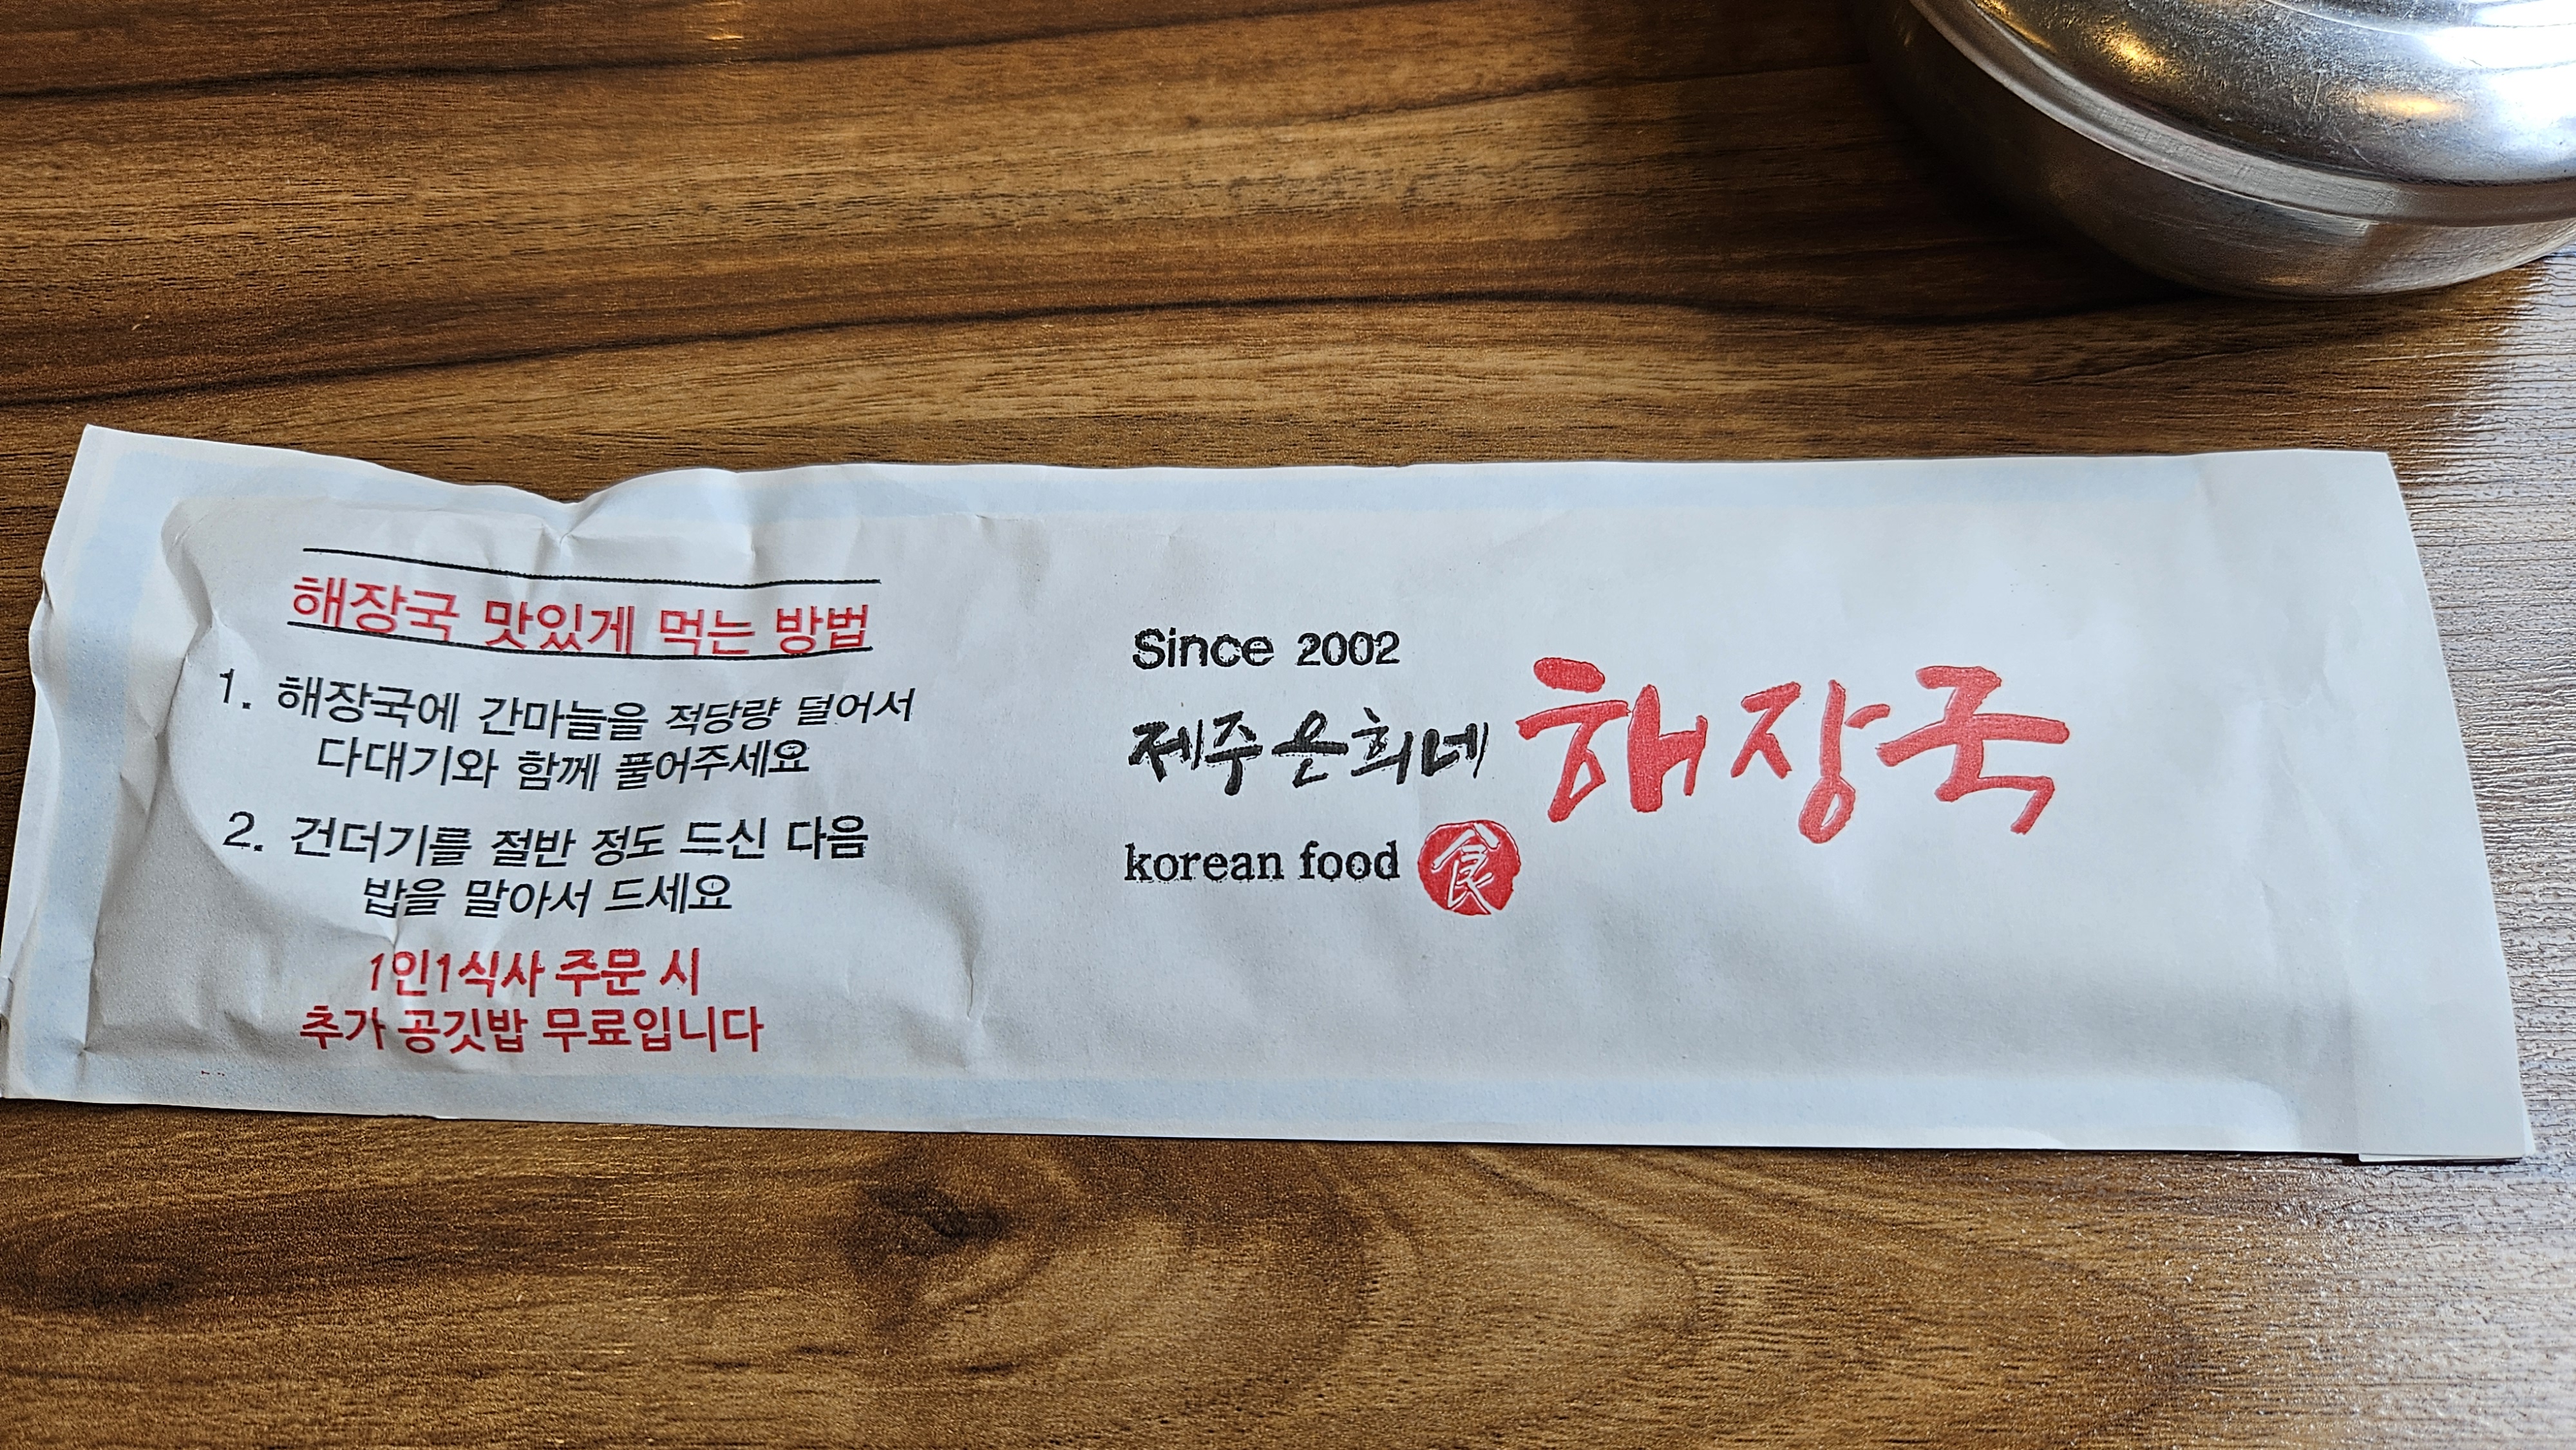 해장국 맛있게 먹는 방법
1. 해장국에 간마늘을 적당량 덜어서
다대기와 함께 풀어주세요
2. 건더기를 절반 정도 드신 다음
밥을 말아서 드세요
1인1식사 주문 시
추가 공깃밥 무료입니다
Since 2002
제주은희네 해장국
korean food 食